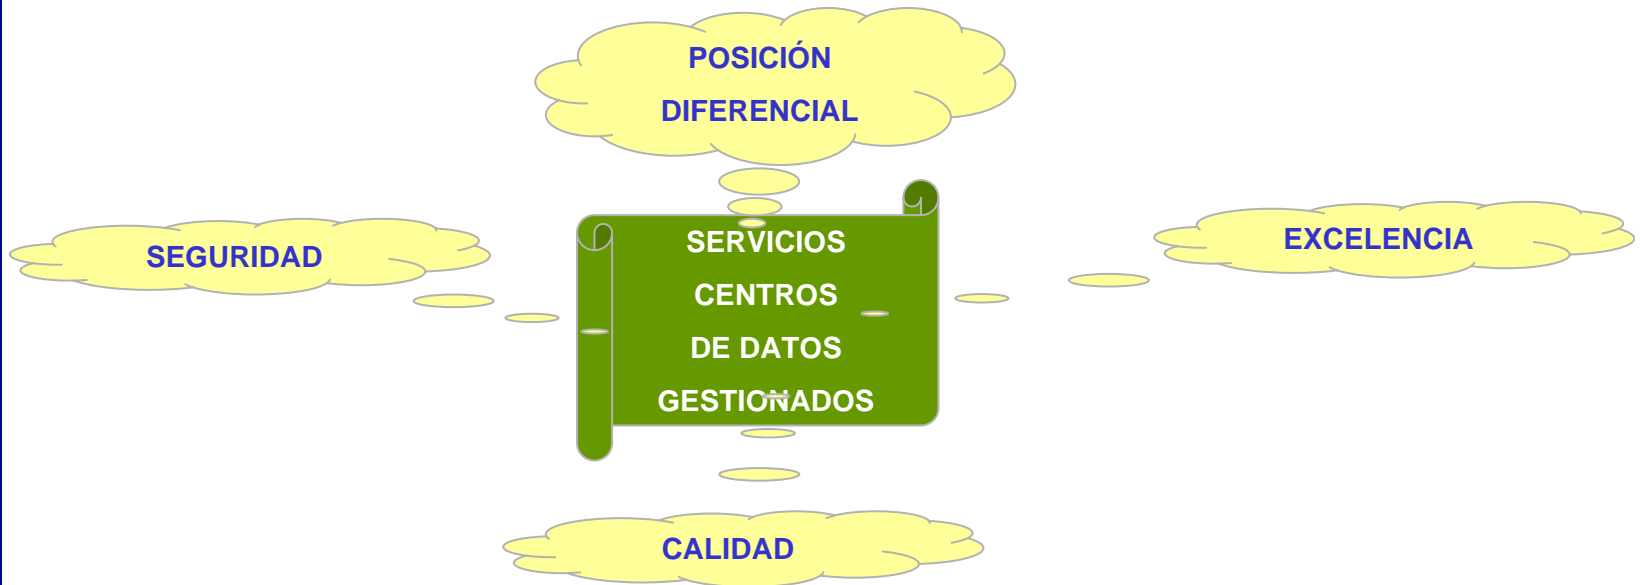 POSICIÓN
DIFERENCIAL
SEGURIDAD
SERVICIOS
CENTROS
DE DATOS
GESTIONADOS
EXCELENCIA
CALIDAD